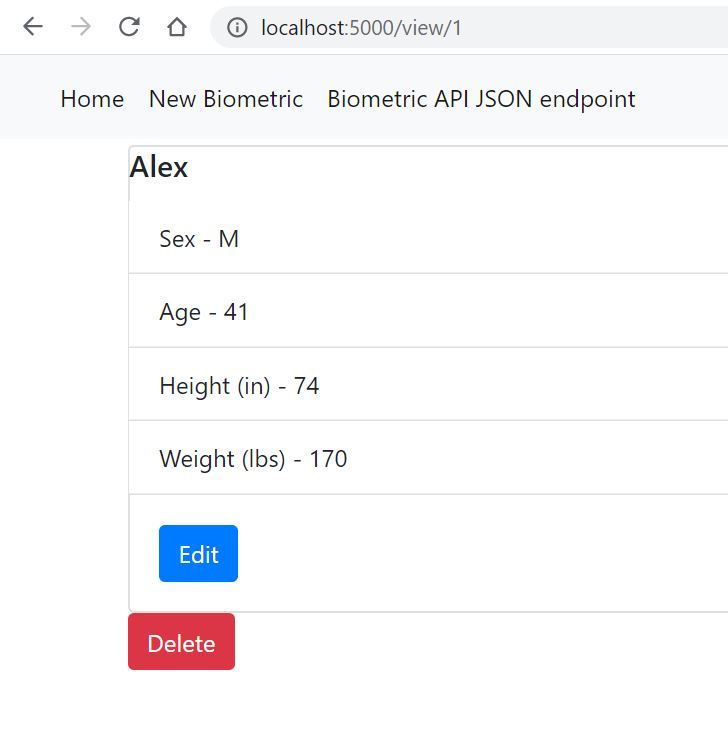 localhost:5000/view/1
Home New Biometric Biometric API JSON endpoint
Alex
Sex - M
Age - 41
Height (in) - 74
Weight (lbs) - 170
Edit
Delete